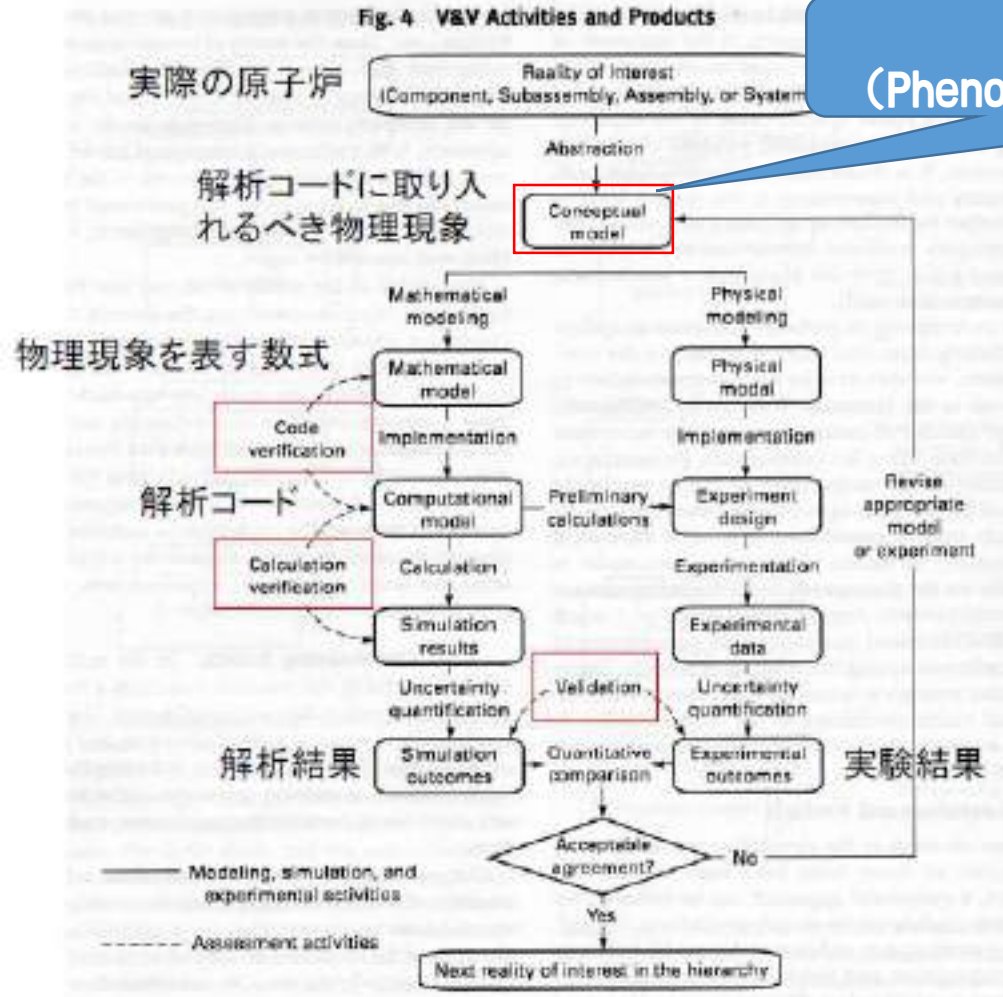 Fig. 4 V&V Activities and Products
(Pheno
実際の原子炉
Reality of Interest
(Component, Subassembly, Assembly, or System
Abstraction
解析コードに取り入
れるべき物理現象
Conceptual
model
Mathematical
modeling
Physical
modeling
物理現象を表す数式
Mathematical
model
Physical
model
Code
verification
Implementation
Implementation
解析コード
Computational
model
Preliminary
calculations
Experiment
design
Revise
appropriate
model
or experiment
Calculation
verification
Calculation
Experimentation
Simulation
results
Experimental
data
Uncertainty
quantification
Validation
Uncertainty
quantification
解析結果
Simulation
outcomes
Quantitative
comparison
Experimental
outcomes
実験結果
Acceptable
agreement?
No
Modeling, simulation, and
experimental activities
Yes
Assessment activities
Next reality of interest in the hierarchy